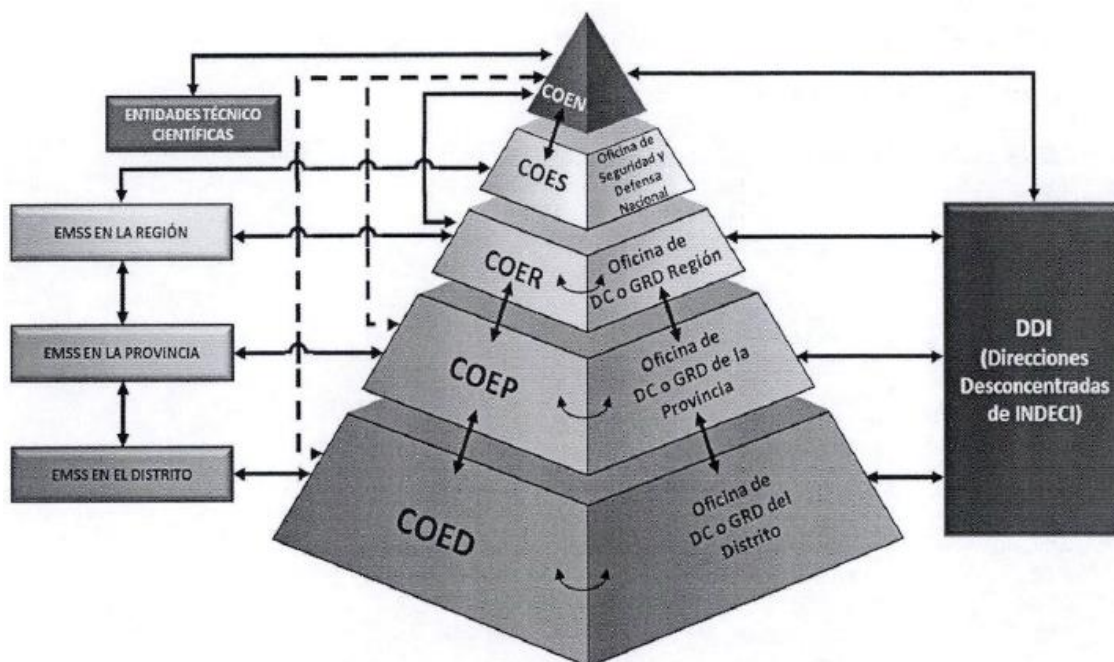 COEN
ENTIDADES TÉCNICO
CIENTÍFICAS
COES
Oficina de
Seguridad y
Defensa
Nacional
EMSS EN LA REGIÓN
COER
Oficina de
DC o GRD Región
EMSS EN LA PROVINCIA
COEP
Oficina de
DC o GRD de la
Provincia
DDI
(Direcciones
Desconcentradas
de INDECI)
EMSS EN EL DISTRITO
COED
Oficina de
DC o GRD del
Distrito